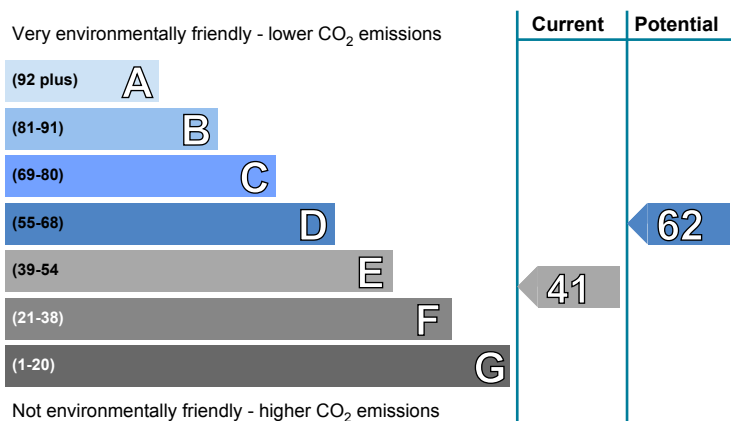 Current Potential
Very environmentally friendly - lower CO2 emissions
(92 plus) A
(81-91) B
(69-80) C
(55-68) D
62
(39-54 E
41
(21-38) F
(1-20) G
Not environmentally friendly - higher CO2 emissions